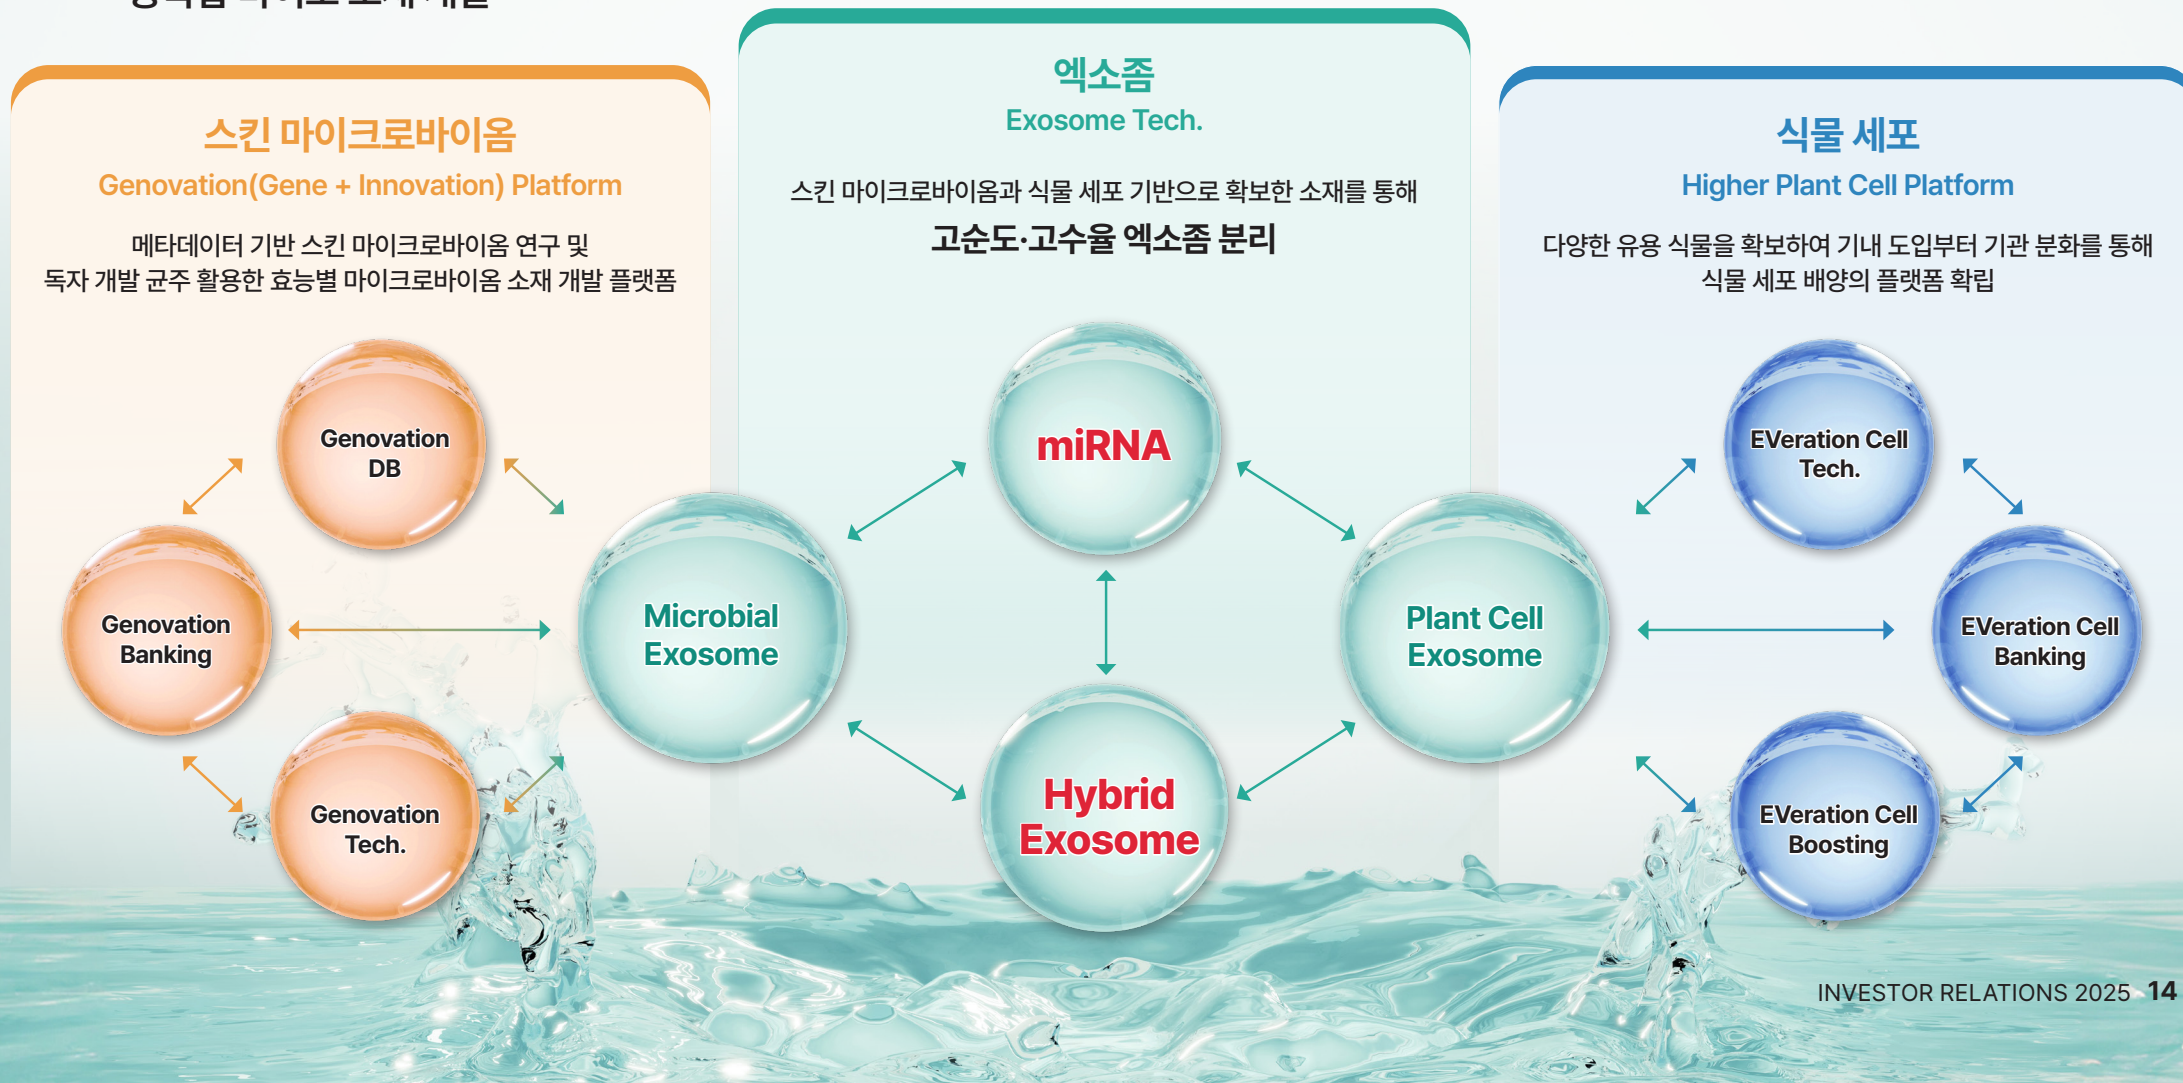 스킨 마이크로바이옴
Genovation(Gene + Innovation) Platform
메타데이터 기반 스킨 마이크로바이옴 연구 및
독자 개발 균주 활용한 효능별 마이크로바이옴 소재 개발 플랫폼
Genovation
DB
Genovation
Banking
Genovation
Tech.
엑소좀
Exosome Tech.
스킨 마이크로바이옴과 식물 세포 기반으로 확보한 소재를 통해
고순도·고수율 엑소좀 분리
miRNA
Microbial
Exosome
Plant Cell
Exosome
Hybrid
Exosome
식물 세포
Higher Plant Cell Platform
다양한 유용 식물을 확보하여 기내 도입부터 기관 분화를 통해
식물 세포 배양의 플랫폼 확립
EVeration Cell
Tech.
EVeration Cell
Banking
EVeration Cell
Boosting
INVESTOR RELATIONS 2025 14